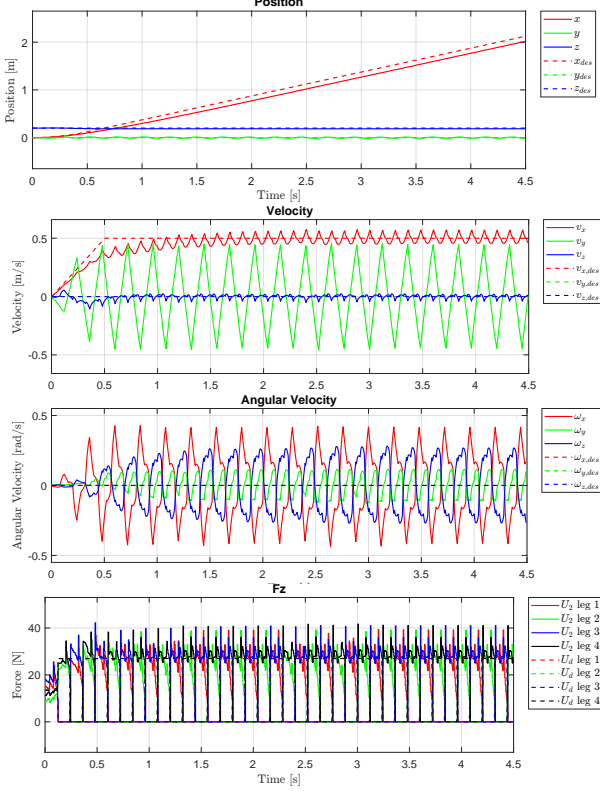 Position
Position [m]
2
1
0
0
0.5
1
1.5
2
2.5
3
3.5
4
4.5
Time [s]
x
y
z
x_des
y_des
z_des
Velocity
Velocity [m/s]
0.5
0
-0.5
0
0.5
1
1.5
2
2.5
3
3.5
4
4.5
v_x
v_y
v_z
v_x,des
v_y,des
v_z,des
Angular Velocity
Angular Velocity [rad/s]
0.5
0
-0.5
0
0.5
1
1.5
2
2.5
3
3.5
4
4.5
ω_x
ω_y
ω_z
ω_x,des
ω_y,des
ω_z,des
Fz
Force [N]
40
20
0
0
0.5
1
1.5
2
2.5
3
3.5
4
4.5
Time [s]
U_2 leg 1
U_2 leg 2
U_2 leg 3
U_2 leg 4
U_d leg 1
U_d leg 2
U_d leg 3
U_d leg 4